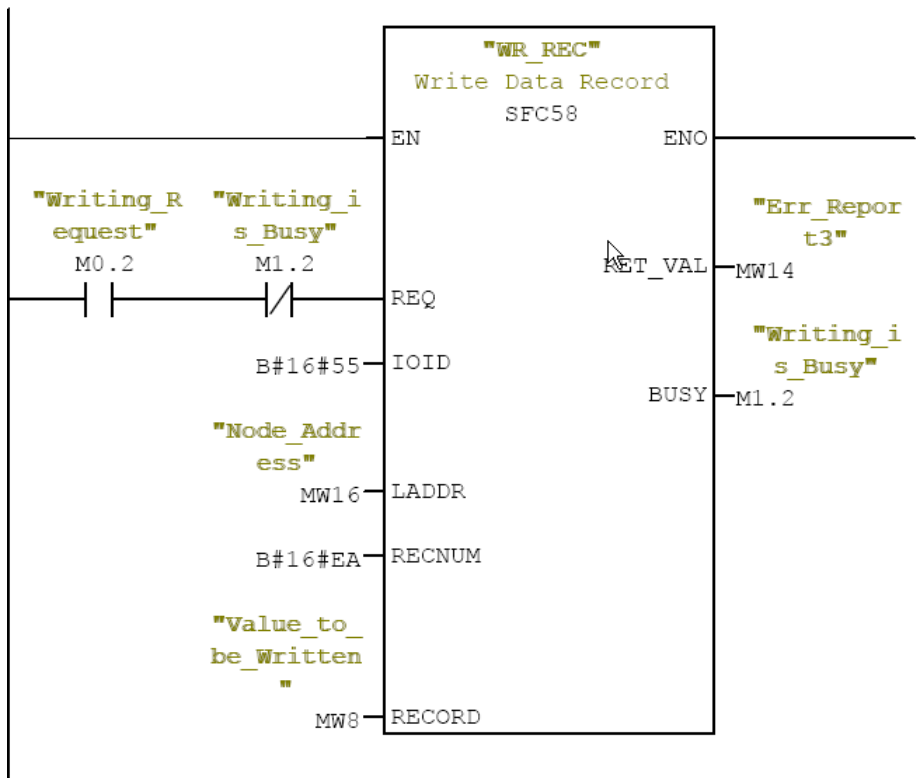 "WR_REC"
Write Data Record
SFC58
EN
ENO
"Writing_R
equest"
M0.2
"Writing_i
s_Busy"
M1.2
REQ
"Err_Repor
t3"
RET_VAL
MW14
B#16#55
IOID
"Writing_i
s_Busy"
BUSY
M1.2
"Node_Addr
ess"
MW16
LADDR
B#16#EA
RECNUM
"Value_to_
be_Written
"
MW8
RECORD